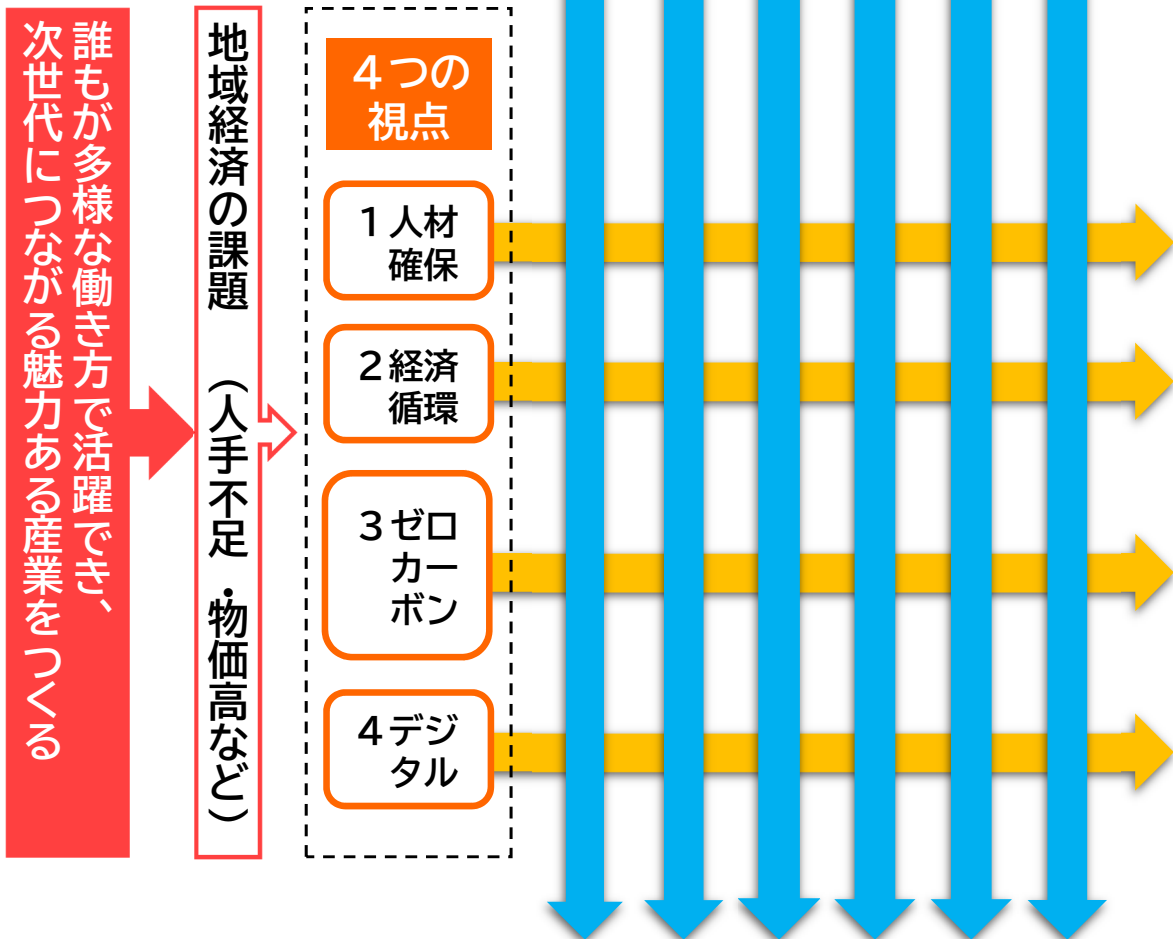 誰もが多様な働き方で活躍でき、
次世代につながる魅力ある産業をつくる
地域経済の課題　（人手不足・物価高など）
４つの
視点
１人材
確保
２経済
循環
３ゼロ
カー
ボン
４デジ
タル